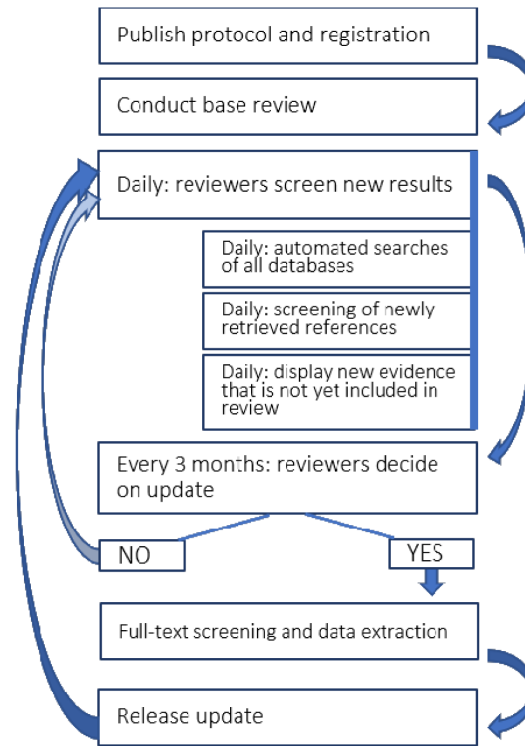 Publish protocol and registration
Conduct base review
Daily: reviewers screen new results
Daily: automated searches
of all databases
Daily: screening of newly
retrieved references
Daily: display new evidence
that is not yet included in
review
Every 3 months: reviewers decide
on update
NO
YES
Full-text screening and data extraction
Release update